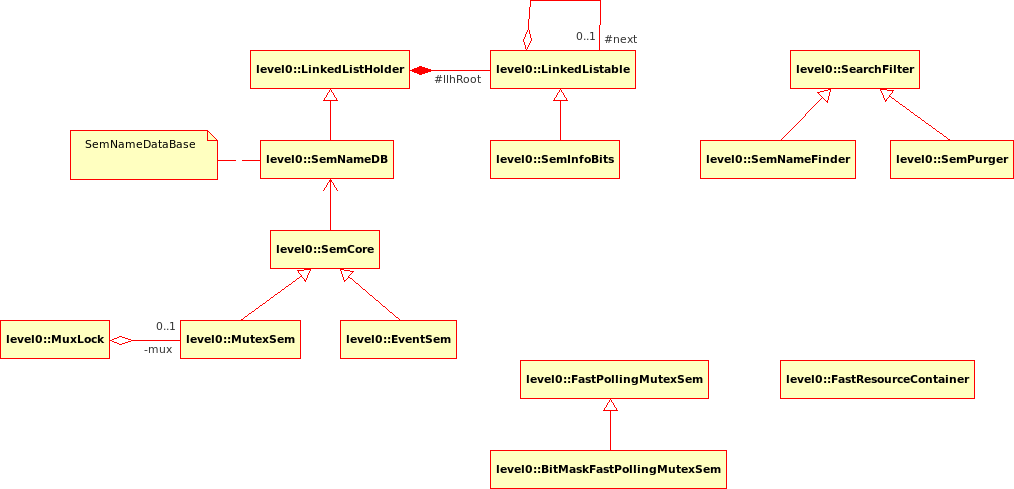 0..1
#next
level0::LinkedListHolder
#llhRoot
level0::LinkedListable
level0::SearchFilter
SemNameDataBase
level0::SemNameDB
level0::SemInfoBits
level0::SemNameFinder
level0::SemPurger
level0::SemCore
level0::MuxLock
0..1
-mux
level0::MutexSem
level0::EventSem
level0::FastPollingMutexSem
level0::FastResourceContainer
level0::BitMaskFastPollingMutexSem